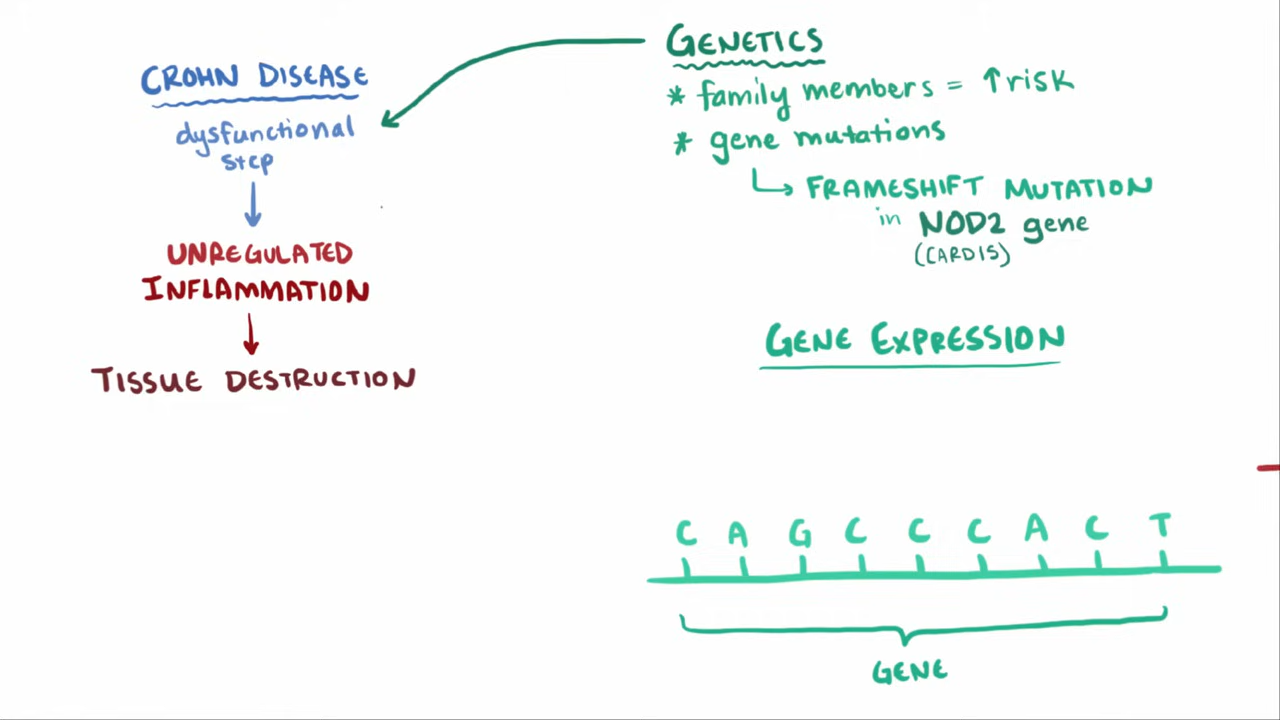 CROHN DISEASE
dysfunctional
step
UNREGULATED
INFLAMMATION
TISSUE DESTRUCTION
GENETICS
* family members = ↑risk
* gene mutations
↳ FRAMESHIFT MUTATION
in NOD2 gene
(CARD15)
GENE EXPRESSION
C A G C C C A C T
GENE